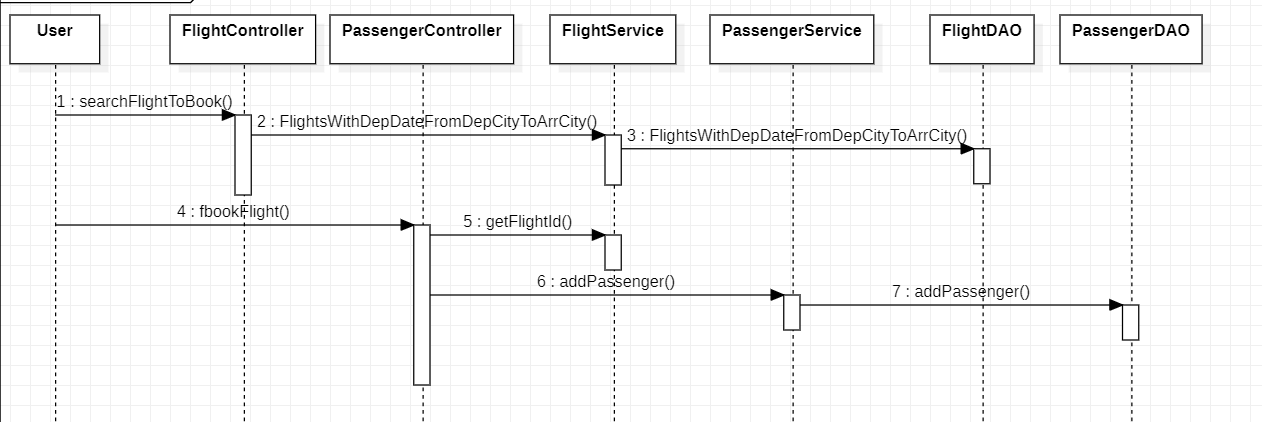 User
FlightController
PassengerController
FlightService
PassengerService
FlightDAO
PassengerDAO
1 : searchFlightToBook()
2 : FlightsWithDepDateFromDepCityToArrCity()
3 : FlightsWithDepDateFromDepCityToArrCity()
4 : fbookFlight()
5 : getFlightId()
6 : addPassenger()
7 : addPassenger()